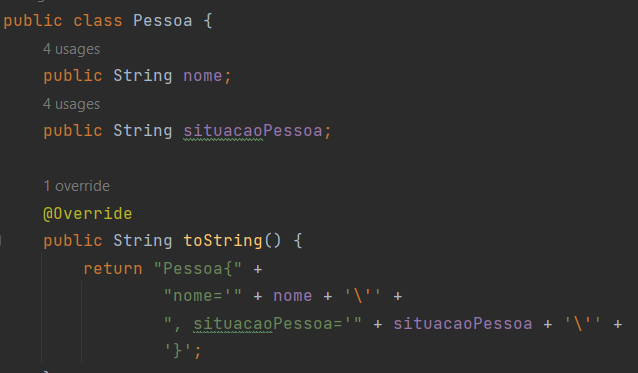 public class Pessoa {
4 usages
public String nome;
4 usages
public String situacaoPessoa;
1 override
@Override
public String toString() {
return "Pessoa{" +
"nome='" + nome + '\'' +
", situacaoPessoa='" + situacaoPessoa + '\'' +
'}';